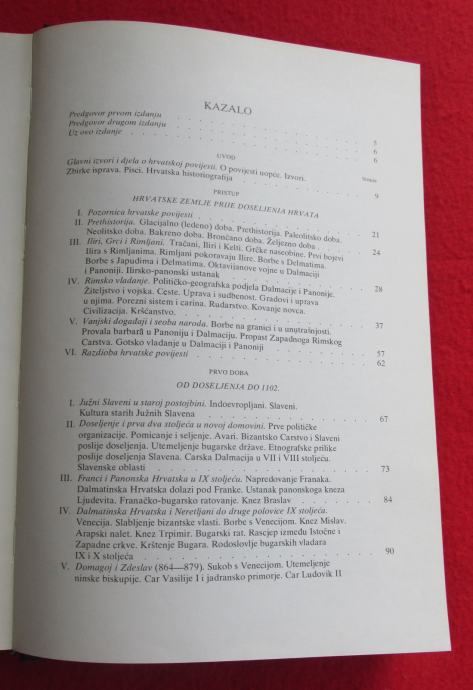 KAZALO
Predgovor prvom izdanju 5
Predgovor drugom izdanju 6
Uz ovo izdanje 6
UVOD
Glavni izvori i djela o hrvatskoj povijesti. O povijesti uopće. Izvori.
Zbirke isprava. Pisci. Hrvatska historiografija 9
PRISTUP
HRVATSKE ZEMLJE PRIJE DOSELJENJA HRVATA
I. Pozornica hrvatske povijesti 21
II. Prethistorija. Glacijalno (ledeno) doba. Prethistorija. Paleolitsko doba.
Neolitsko doba. Bakreno doba. Brončano doba. Željezno doba 24
III. Iliri, Grci i Rimljani. Tračani, Iliri i Kelti. Grčke naseobine. Prvi bojevi
Ilira s Rimljanima. Rimljani pokoravaju Ilire. Borbe s Delmatima.
Borbe s Japudima i Delmatima. Oktavijanove vojne u Dalmaciji
i Panoniji. Ilirsko-panonski ustanak 28
IV. Rimsko vladanje. Političko-geografska podjela Dalmacije i Panonije.
Žiteljstvo i vojska. Ceste. Uprava i sudbenost. Gradovi i uprava
u njima. Porezni sistem i carina. Rudarstvo. Kovanje novca.
Civilizacija. Kršćanstvo. 37
V. Vanjski događaji i seoba naroda. Borbe na granici i u unutrašnjosti.
Provala barbarâ u Panoniju i Dalmaciju. Propast Zapadnoga Rimskog
Carstva. Gotsko vladanje u Dalmaciji i Panoniji 57
VI. Razdioba hrvatske povijesti 62
PRVO DOBA
OD DOSELJENJA DO 1102.
I. Južni Slaveni u staroj postojbini. Indoevropljani. Slaveni.
Kultura starih Južnih Slavena 67
II. Doseljenje i prva dva stoljeća u novoj domovini. Prve političke
organizacije. Pomicanje i seljenje. Avari. Bizantsko Carstvo i Slaveni
poslije doseljenja. Utemeljenje bugarske države. Etnografske prilike
poslije doseljenja Slavena. Carska Dalmacija u VII i VIII stoljeću.
Slavenske oblasti 73
III. Franci i Panonska Hrvatska u IX stoljeću. Napredovanje Franaka.
Dalmatinska Hrvatska dolazi pod Franke. Ustanak panonskoga kneza
Ljudevita. Franačko-bugarsko ratovanje. Knez Braslav 84
IV. Dalmatinska Hrvatska i Neretljani do druge polovice IX stoljeća.
Venecija. Slabljenje bizantske vlasti. Borbe s Venecijom. Knez Mislav.
Arapski nalet. Knez Trpimir. Bugarski rat. Rascjep između Istočne i
Zapadne crkve. Krštenje Bugara. Rodoslovlje bugarskih vladara
IX i X stoljeća 90
V. Domagoj i Zdeslav (864—879). Sukob s Venecijom. Utemeljenje
ninske biskupije. Car Vasilije I i jadransko primorje. Car Ludovik II